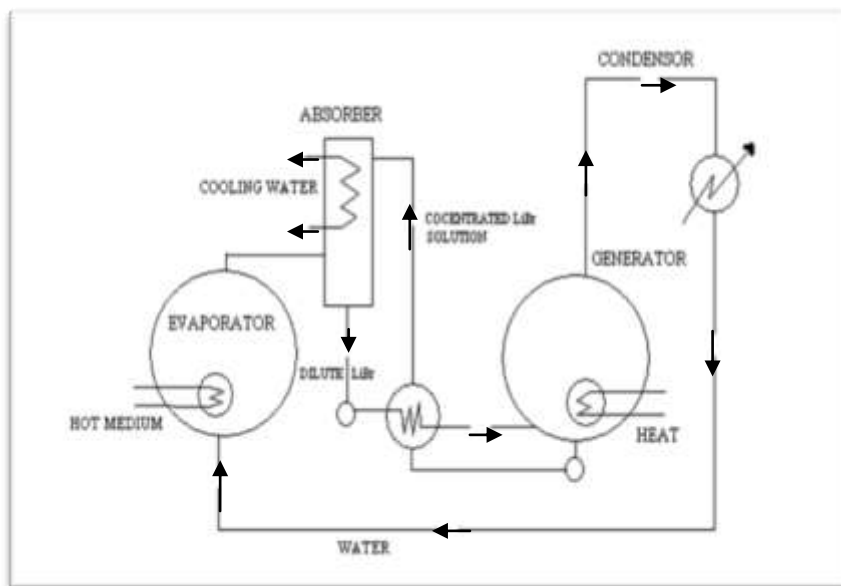 CONDENSOR
ABSORBER
COOLING WATER
COCENTRATED LiBr
SOLUTION
GENERATOR
EVAPORATOR
DILUTE LiBr
HOT MEDIUM
HEAT
WATER